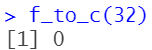 > f_to_c(32)
[1] 0